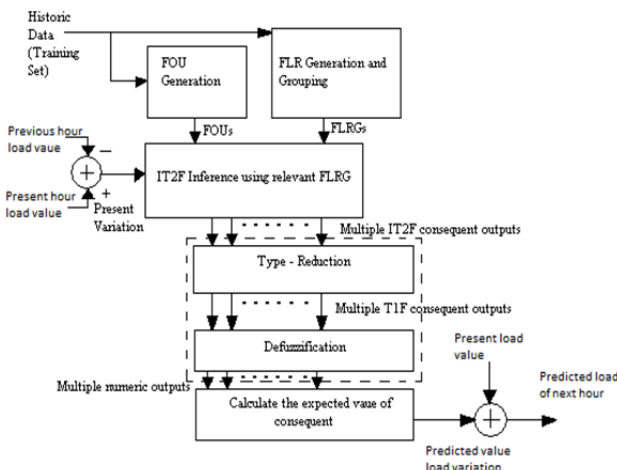 Historic
Data
(Training
Set)
FOU
Generation
FLR Generation and
Grouping
FOUs
FLRGs
Previous hour
load vaue
−
+
+
Present hour
load value
Present
Variation
IT2F Inference using relevant FLRG
Multiple IT2F consequent outputs
Type - Reduction
Multiple T1F consequent outputs
Defuzzification
Multiple numeric outputs
Calculate the expected vaue of
consequent
Present load
value
+
Predicted load
of next hour
Predicted value
load variation